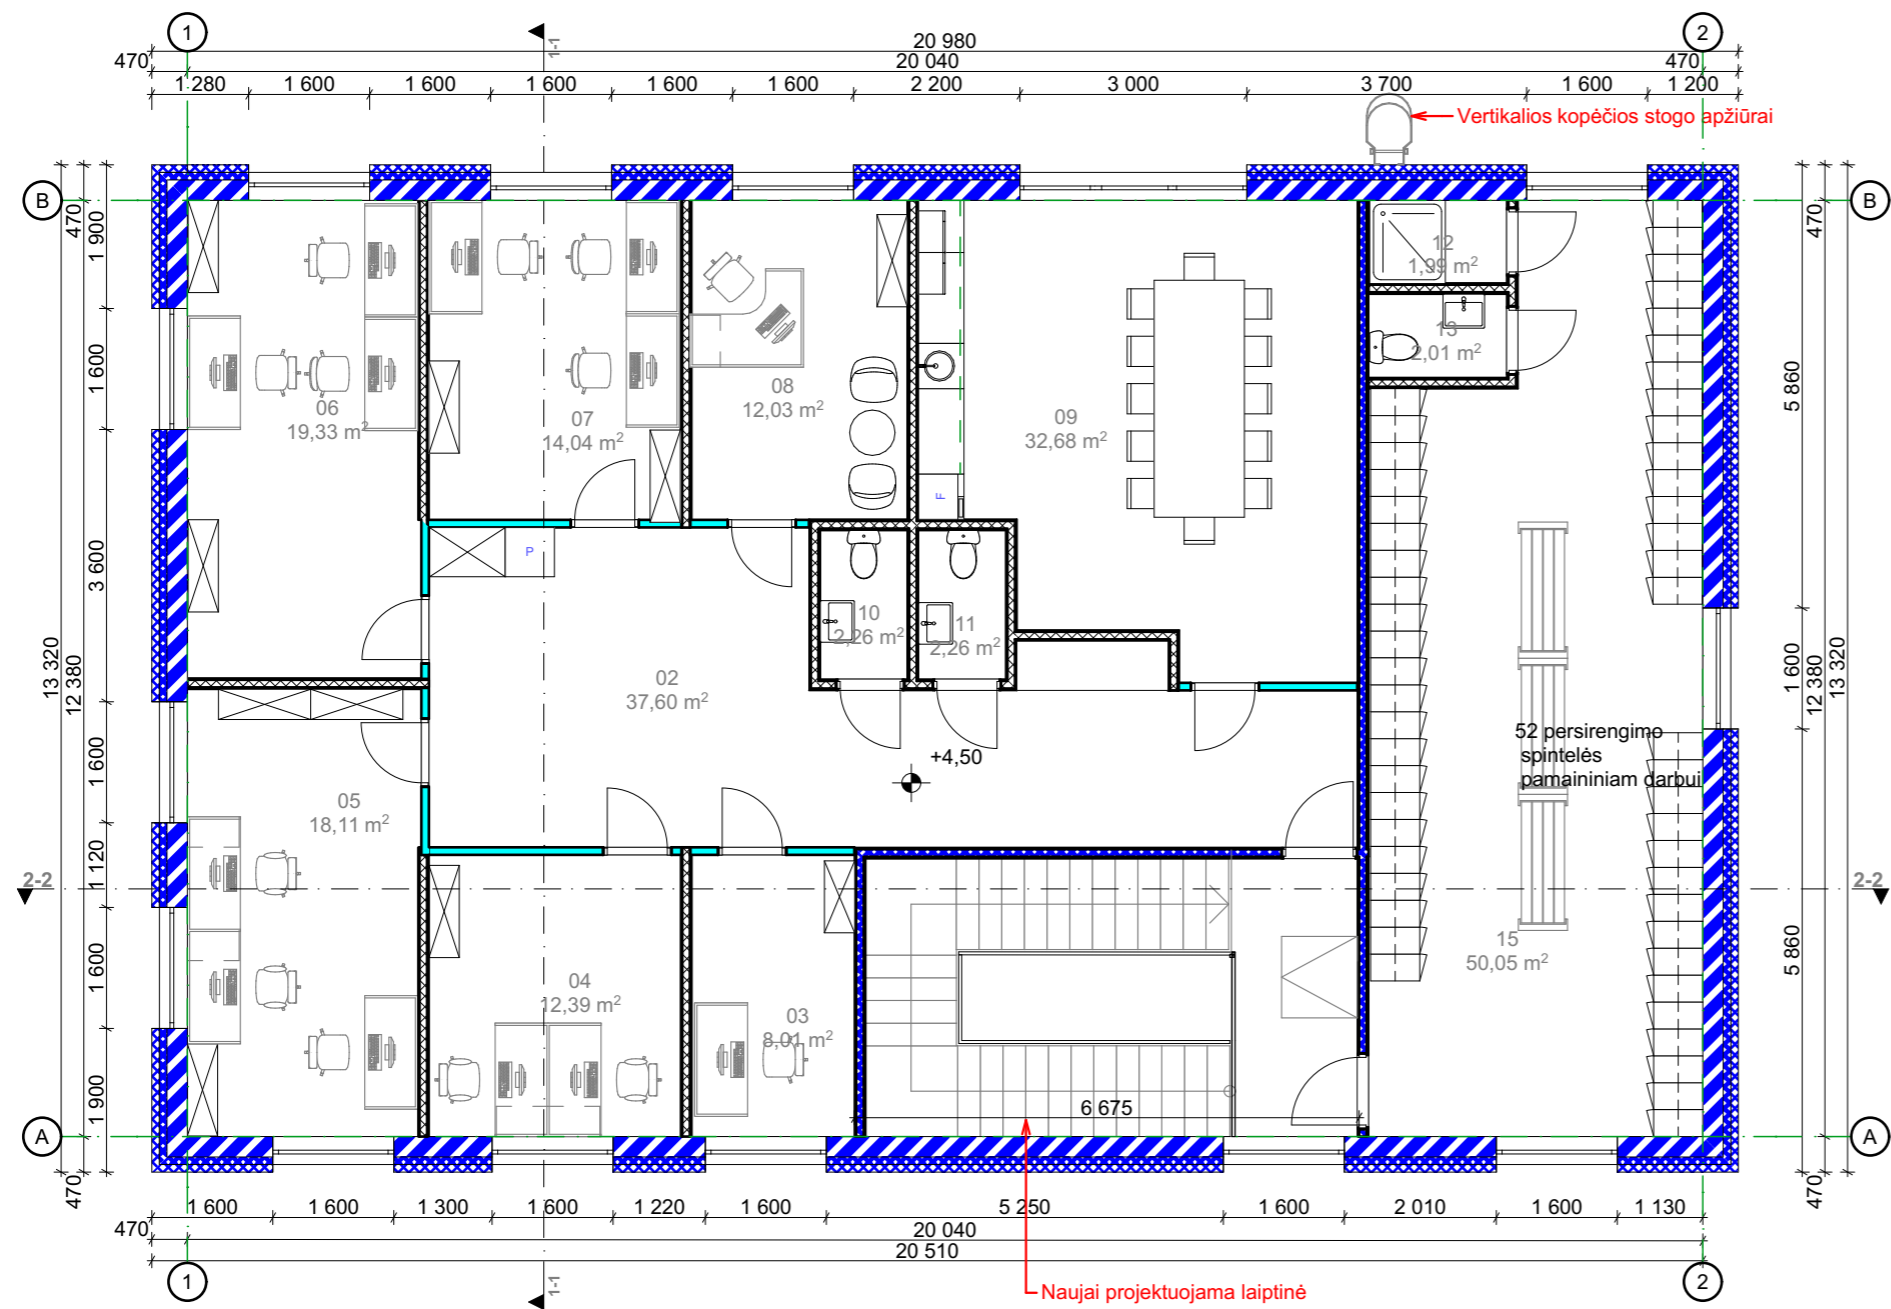 1
2
1-1
20 980
470
20 040
470
1 280
1 600
1 600
1 600
1 600
1 600
2 200
3 000
3 700
1 600
1 200
Vertikalios kopėčios stogo apžiūrai
B
B
470
1 900
1 600
3 600
1 600
1 120
1 600
1 900
470
13 320
12 380
470
5 860
1 600
5 860
470
12 380
13 320
12
1,99 m²
13
2,01 m²
06
19,33 m²
07
14,04 m²
08
12,03 m²
09
32,68 m²
F
P
10
2,26 m²
11
2,26 m²
02
37,60 m²
+4,50
52 persirengimo
spintelės
pamaininiam darbui
05
18,11 m²
2-2
2-2
15
50,05 m²
04
12,39 m²
03
8,01 m²
6 675
A
A
1 600
1 600
1 300
1 600
1 220
1 600
5 250
1 600
2 010
1 600
1 130
470
20 040
20 510
1
1-1
Naujai projektuojama laiptinė
2